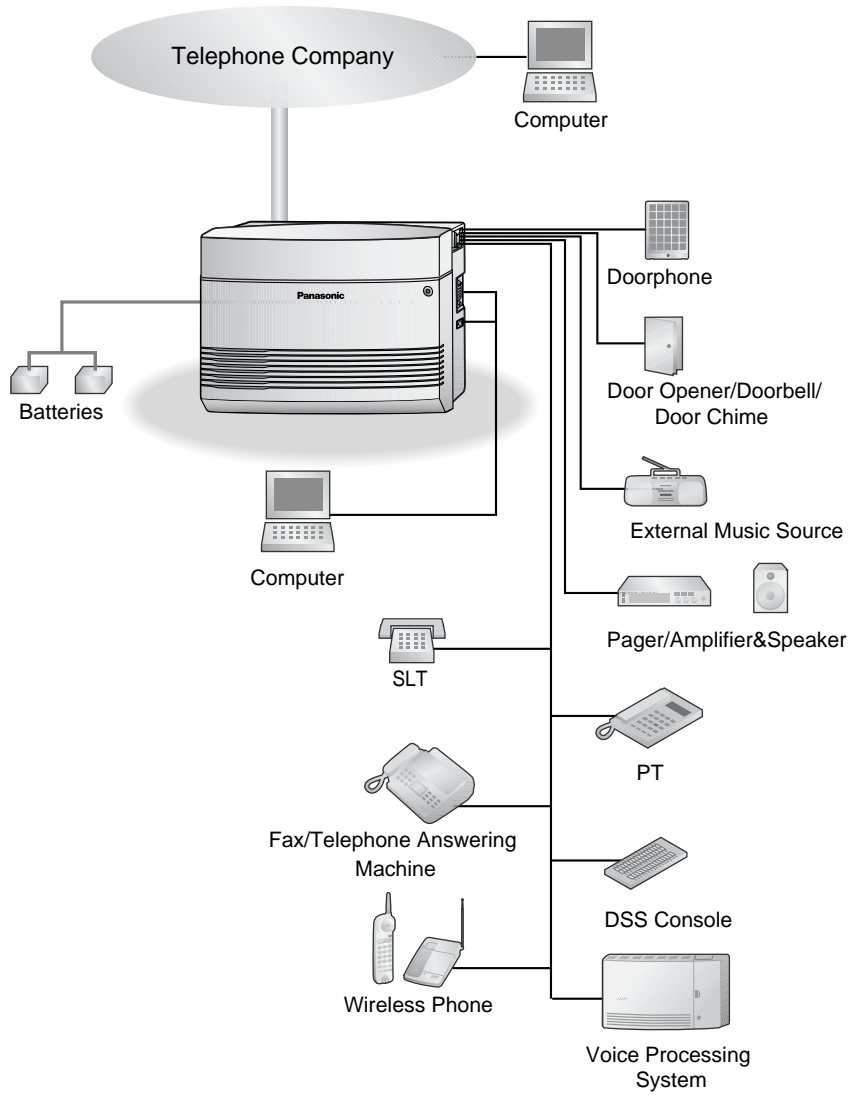 Telephone Company
Computer
Doorphone
Panasonic
Door Opener/Doorbell/
Door Chime
Batteries
External Music Source
Computer
Pager/Amplifier&Speaker
SLT
PT
Fax/Telephone Answering
Machine
DSS Console
Wireless Phone
Voice Processing
System